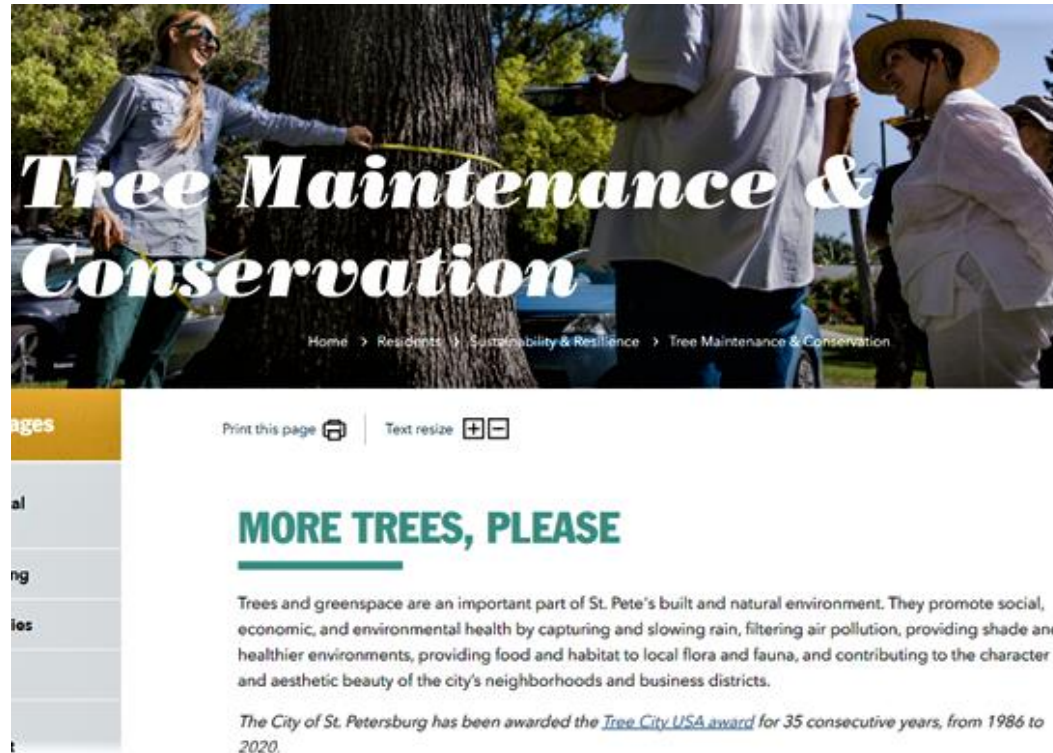 Tree Maintenance &
Conservation
Home > Residents > Sustainability & Resilience > Tree Maintenance & Conservation
ages
Print this page
Text resize
al
ng
ies
MORE TREES, PLEASE
Trees and greenspace are an important part of St. Pete's built and natural environment. They promote social,
economic, and environmental health by capturing and slowing rain, filtering air pollution, providing shade and
healthier environments, providing food and habitat to local flora and fauna, and contributing to the character
and aesthetic beauty of the city's neighborhoods and business districts.
The City of St. Petersburg has been awarded the Tree City USA award for 35 consecutive years, from 1986 to
2020.